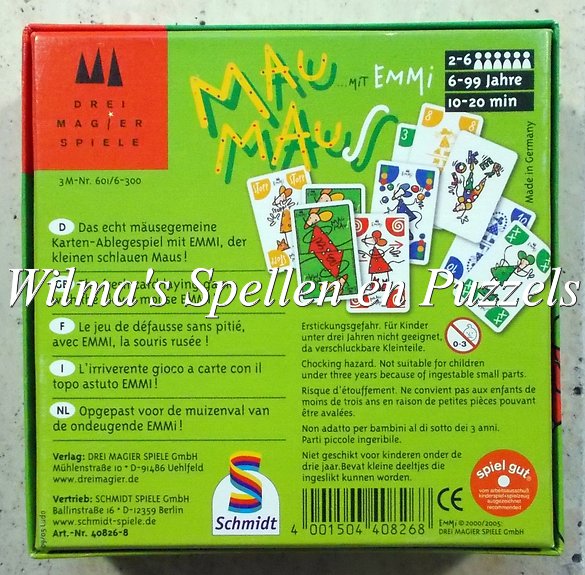 DREI
MAGIER
SPIELE
3M-Nr. 601/6-300
MAU
...MIT EMMi
MAUS
2-6
6-99 Jahre
10-20 min
Made in Germany
D Das echt mäusegemeine
Karten-Ablegespiel mit EMMI, der
kleinen schlauen Maus!
Wilma's Spellen en Puzzels
GB
F Le jeu de défausse sans pitié,
avec EMMI, la souris rusée !
I L'irriverente gioco a carte con il
topo astuto EMMI!
NL Opgepast voor de muizenval van
de ondeugende EMMi!
Verlag: DREI MAGIER SPIELE GmbH
Mühlenstraße 10 • D-91486 Uehlfeld
www.dreimagier.de
Vertrieb: SCHMIDT SPIELE GmbH
Ballinstraße 16 • D-12359 Berlin
www.schmidt-spiele.de
Art.-Nr. 40826-8
Schmidt
Erstickungsgefahr. Für Kinder
unter drei Jahren nicht geeignet,
da verschluckbare Kleinteile.
0-3
Chocking hazard. Not suitable for children
under three years because of ingestable small parts.
Risque d'étouffement. Ne convient pas aux enfants de
moins de trois ans en raison de petites pièces pouvant
être avalées.
Non adatto per bambini al di sotto dei 3 anni.
Parti piccole ingeribile.
Niet geschikt voor kinderen onder de
drie jaar. Bevat kleine deeltjes die
ingeslikt kunnen worden.
4 001504 408268
CE
spiel gut
vom arbeitsausschuß
kinderspiel+spielzeug
ausgezeichnet
recommended
EMMi © 2000/2005:
DREI MAGIER SPIELE GmbH